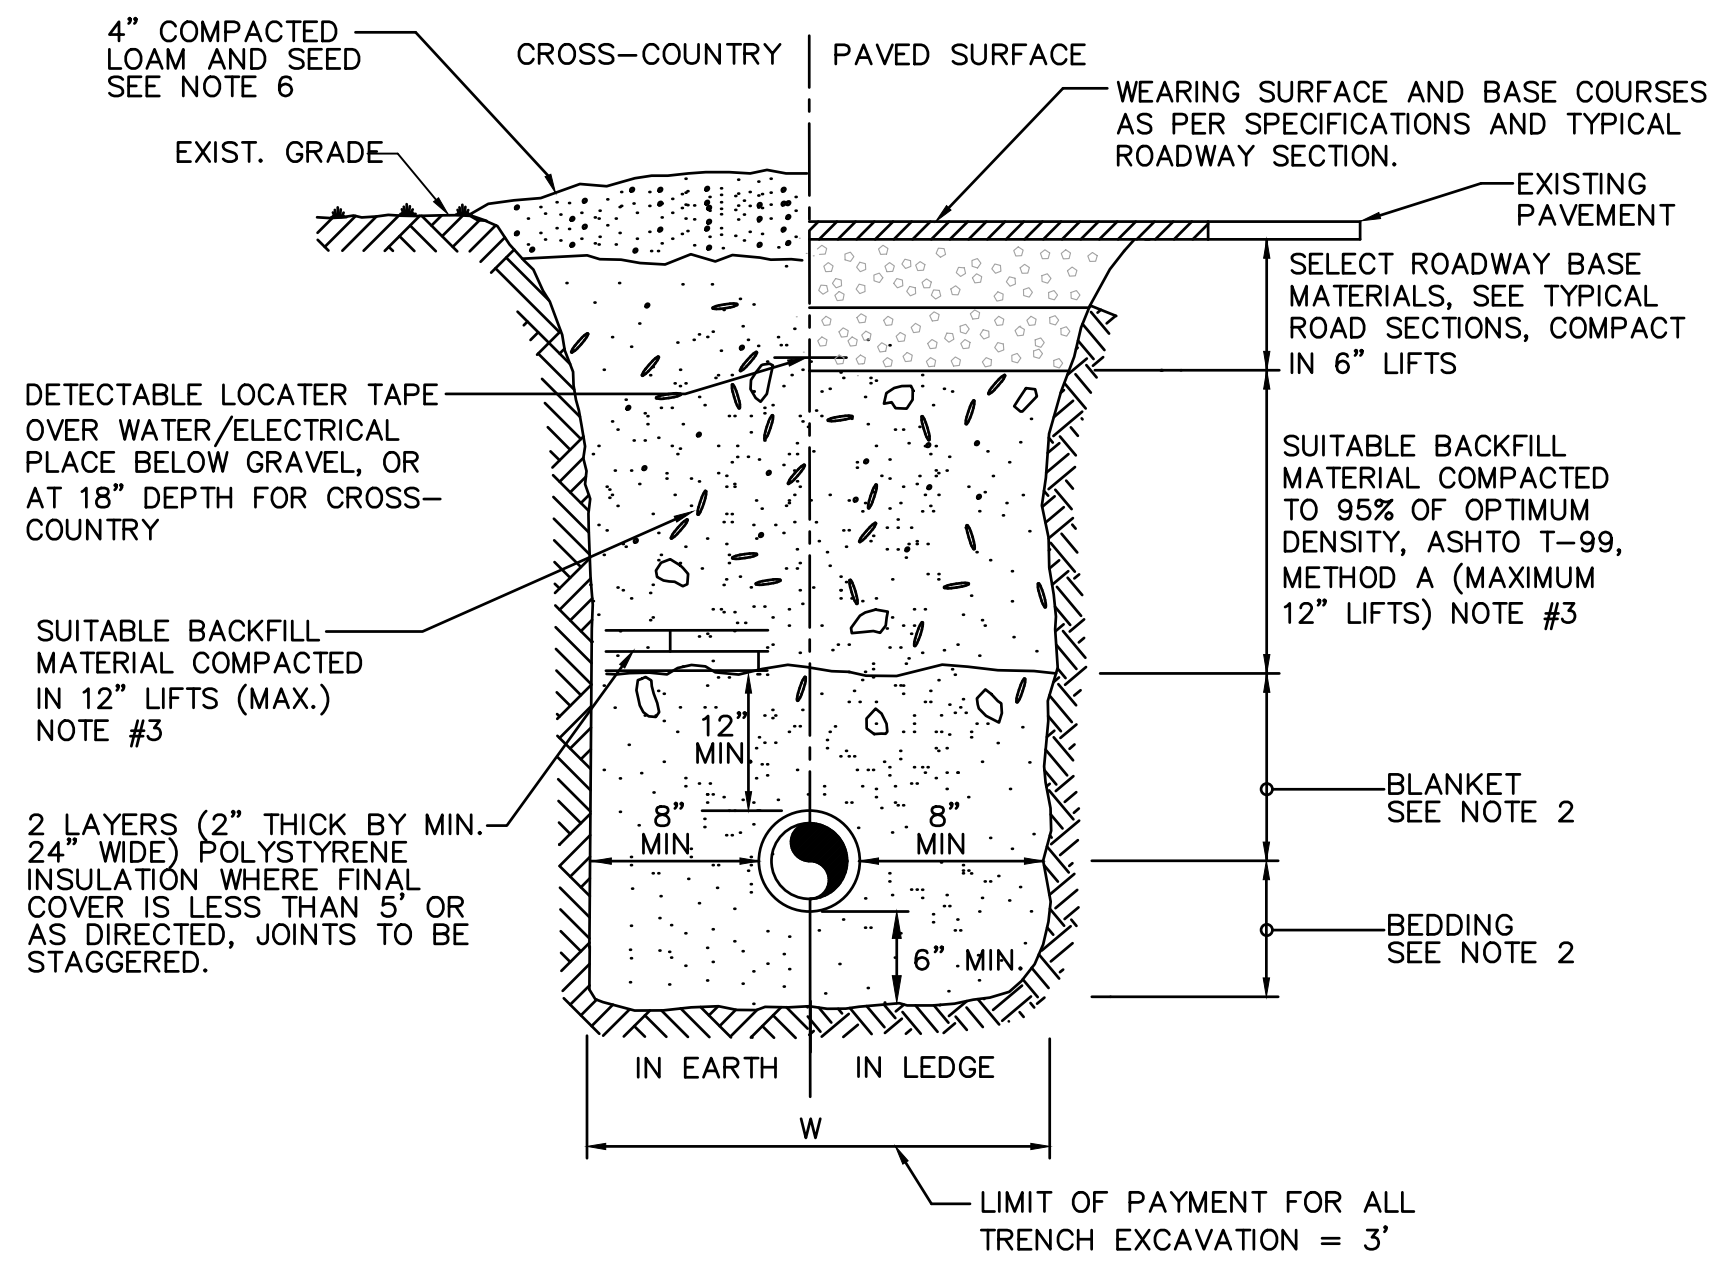 4” COMPACTED
LOAM AND SEED
SEE NOTE 6
CROSS–COUNTRY
PAVED SURFACE
WEARING SURFACE AND BASE COURSES
AS PER SPECIFICATIONS AND TYPICAL
ROADWAY SECTION.
EXIST. GRADE
EXISTING
PAVEMENT
SELECT ROADWAY BASE
MATERIALS, SEE TYPICAL
ROAD SECTIONS, COMPACT
IN 6” LIFTS
DETECTABLE LOCATER TAPE
OVER WATER/ELECTRICAL
PLACE BELOW GRAVEL, OR
AT 18” DEPTH FOR CROSS–
COUNTRY
SUITABLE BACKFILL
MATERIAL COMPACTED
TO 95% OF OPTIMUM
DENSITY, ASHTO T–99,
METHOD A (MAXIMUM
12” LIFTS) NOTE #3
SUITABLE BACKFILL
MATERIAL COMPACTED
IN 12” LIFTS (MAX.)
NOTE #3
12”
MIN.
2 LAYERS (2” THICK BY MIN.
24” WIDE) POLYSTYRENE
INSULATION WHERE FINAL
COVER IS LESS THAN 5’ OR
AS DIRECTED, JOINTS TO BE
STAGGERED.
8”
MIN
8”
MIN
BLANKET
SEE NOTE 2
6” MIN.
BEDDING
SEE NOTE 2
IN EARTH
IN LEDGE
W
LIMIT OF PAYMENT FOR ALL
TRENCH EXCAVATION = 3’